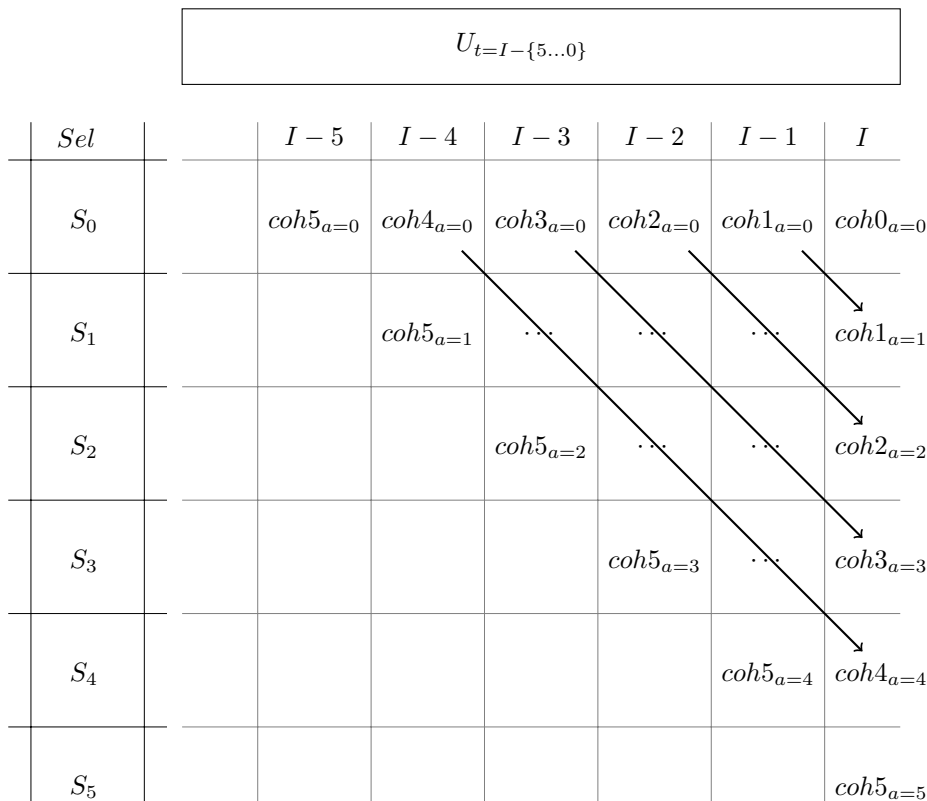 U_{t=I−{5...0}}
Sel I − 5 I − 4 I − 3 I − 2 I − 1 I
S_0 coh5_{a=0} coh4_{a=0} coh3_{a=0} coh2_{a=0} coh1_{a=0} coh0_{a=0}
S_1 coh5_{a=1} ... ... ... coh1_{a=1}
S_2 coh5_{a=2} ... ... coh2_{a=2}
S_3 coh5_{a=3} ... coh3_{a=3}
S_4 coh5_{a=4} coh4_{a=4}
S_5 coh5_{a=5}